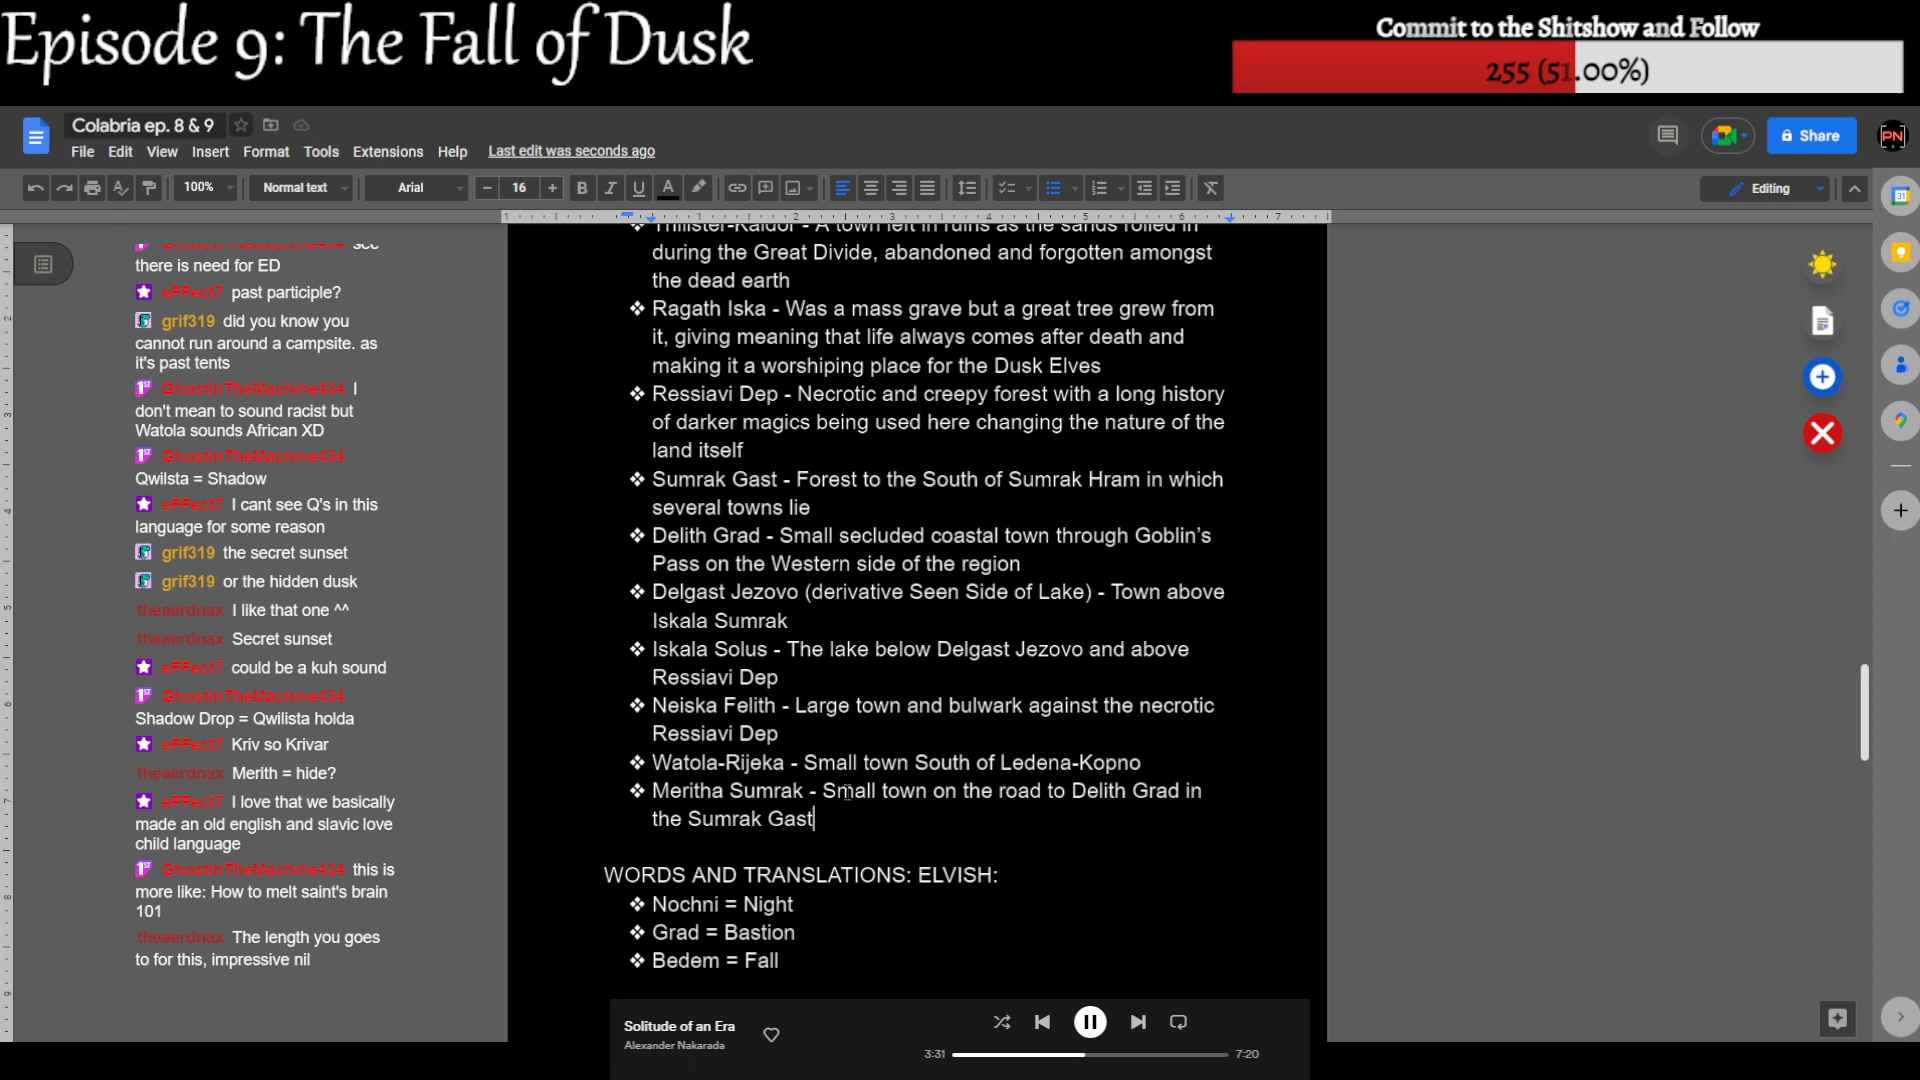 Episode 9: The Fall of Dusk
Commit to the Shitshow and Follow
255 (51.00%)
Colabria ep. 8 & 9
File Edit View Insert Format Tools Extensions Help Last edit was seconds ago
Share
PN
100% Normal text Arial 16 Editing
there is need for ED
eFFect7 past participle?
grif319 did you know you
cannot run around a campsite. as
it's past tents
GhostInTheMachine434 I
don't mean to sound racist but
Watola sounds African XD
GhostInTheMachine434
Qwilsta = Shadow
eFFect7 I cant see Q's in this
language for some reason
grif319 the secret sunset
grif319 or the hidden dusk
theaerdnax I like that one ^^
theaerdnax Secret sunset
eFFect7 could be a kuh sound
GhostInTheMachine434
Shadow Drop = Qwilista holda
eFFect7 Kriv so Krivar
theaerdnax Merith = hide?
eFFect7 I love that we basically
made an old english and slavic love
child language
GhostInTheMachine434 this is
more like: How to melt saint's brain
101
theaerdnax The length you goes
to for this, impressive nil
Thilister-Kaldor - A town left in ruins as the sands rolled in
during the Great Divide, abandoned and forgotten amongst
the dead earth
❖ Ragath Iska - Was a mass grave but a great tree grew from
it, giving meaning that life always comes after death and
making it a worshiping place for the Dusk Elves
❖ Ressiavi Dep - Necrotic and creepy forest with a long history
of darker magics being used here changing the nature of the
land itself
❖ Sumrak Gast - Forest to the South of Sumrak Hram in which
several towns lie
❖ Delith Grad - Small secluded coastal town through Goblin's
Pass on the Western side of the region
❖ Delgast Jezovo (derivative Seen Side of Lake) - Town above
Iskala Sumrak
❖ Iskala Solus - The lake below Delgast Jezovo and above
Ressiavi Dep
❖ Neiska Felith - Large town and bulwark against the necrotic
Ressiavi Dep
❖ Watola-Rijeka - Small town South of Ledena-Kopno
❖ Meritha Sumrak - Small town on the road to Delith Grad in
the Sumrak Gast
WORDS AND TRANSLATIONS: ELVISH:
❖ Nochni = Night
❖ Grad = Bastion
❖ Bedem = Fall
Solitude of an Era
Alexander Nakarada
3:31 7:20